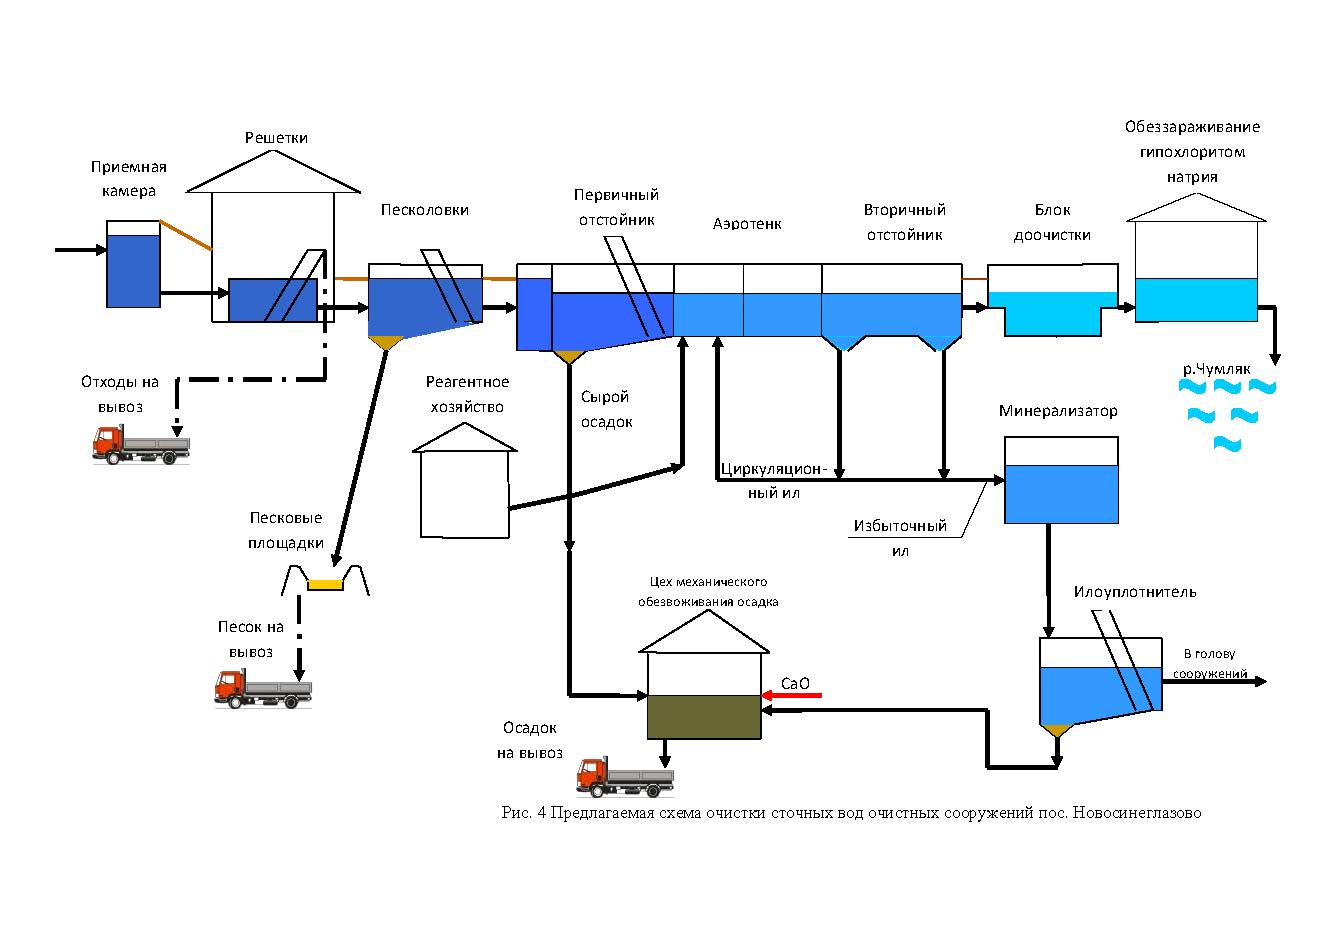 Обеззараживание
гипохлоритом
натрия
Решетки
Приемная
камера
Песколовки
Первичный
отстойник
Аэротенк
Вторичный
отстойник
Блок
доочистки
Отходы на
вывоз
Реагентное
хозяйство
Сырой
осадок
р.Чумляк
Минерализатор
Циркуляцион-
ный ил
Избыточный
ил
Песковые
площадки
Цех механического
обезвоживания осадка
Илоуплотнитель
Песок на
вывоз
В голову
сооружений
CaO
Осадок
на вывоз
Рис. 4 Предлагаемая схема очистки сточных вод очистных сооружений пос. Новосинеглазово